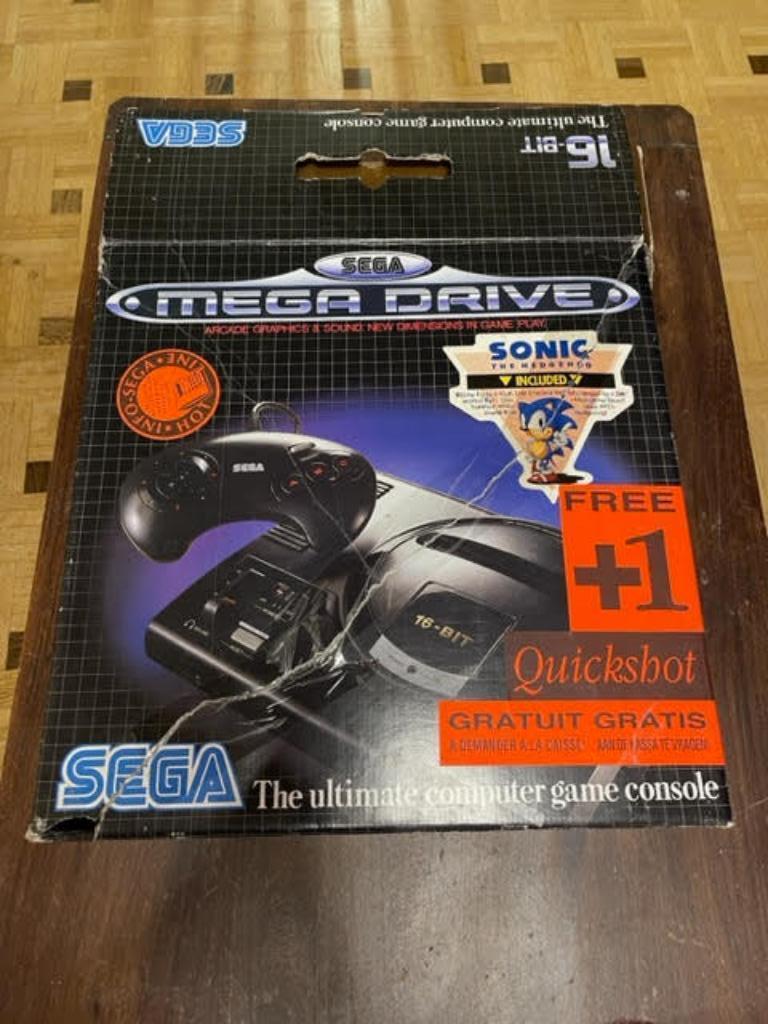 SEGA
The ultimate computer game console
16-BIT
SEGA
MEGA DRIVE
ARCADE GRAPHICS & SOUND. NEW DIMENSIONS IN GAME PLAY.
INFO-SEGA
SONIC
THE HEDGEHOG
INCLUDED
SEGA
16-BIT
FREE
+1
Quickshot
GRATUIT GRATIS
A DEMANDER A LA CAISSE AAN DE KASSA TE VRAGEN
SEGA
The ultimate computer game console